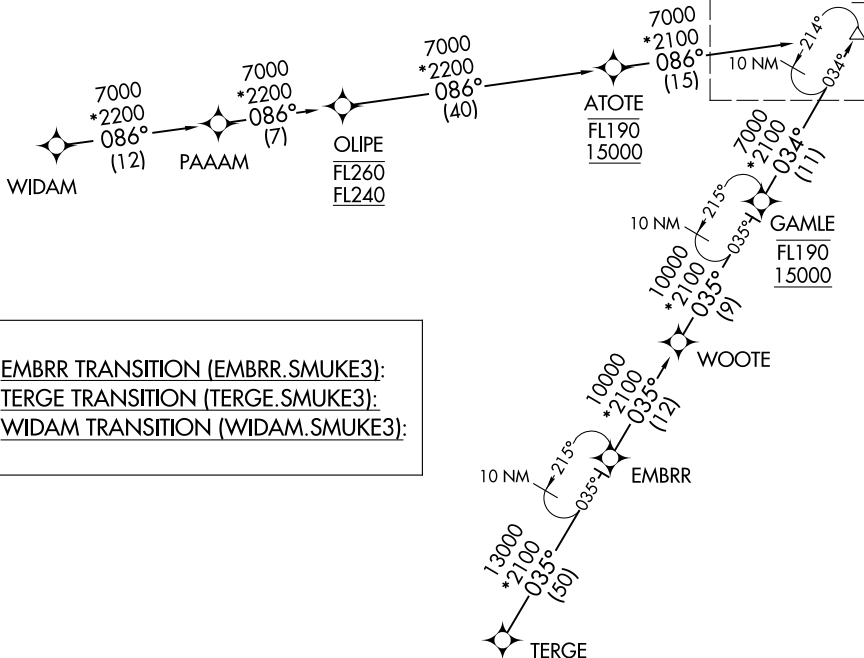 7000
*2200
086°
(12)
WIDAM
7000
*2200
086°
(7)
PAAAM
OLIPE
FL260
FL240
7000
*2200
086°
(40)
ATOTE
FL190
15000
7000
*2100
086°
(15)
10 NM
214°
034°
7000
*2100
034°
(11)
10 NM
215°
035°
GAMLE
FL190
15000
10000
*2100
035°
(9)
WOOTE
10000
*2100
035°
(12)
10 NM
215°
035°
EMBRR
13000
*2100
035°
(50)
TERGE
EMBRR TRANSITION (EMBRR.SMUKE3):
TERGE TRANSITION (TERGE.SMUKE3):
WIDAM TRANSITION (WIDAM.SMUKE3):